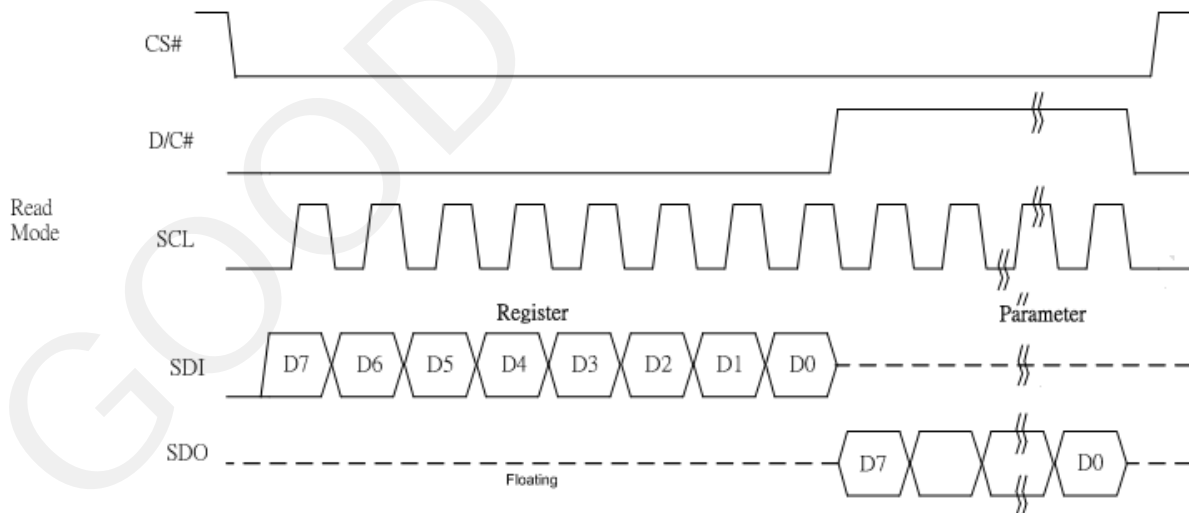 CS#
D/C#
Read
Mode
SCL
Register
Parameter
SDI
D7
D6
D5
D4
D3
D2
D1
D0
SDO
Floating
D7
D0
GOOD